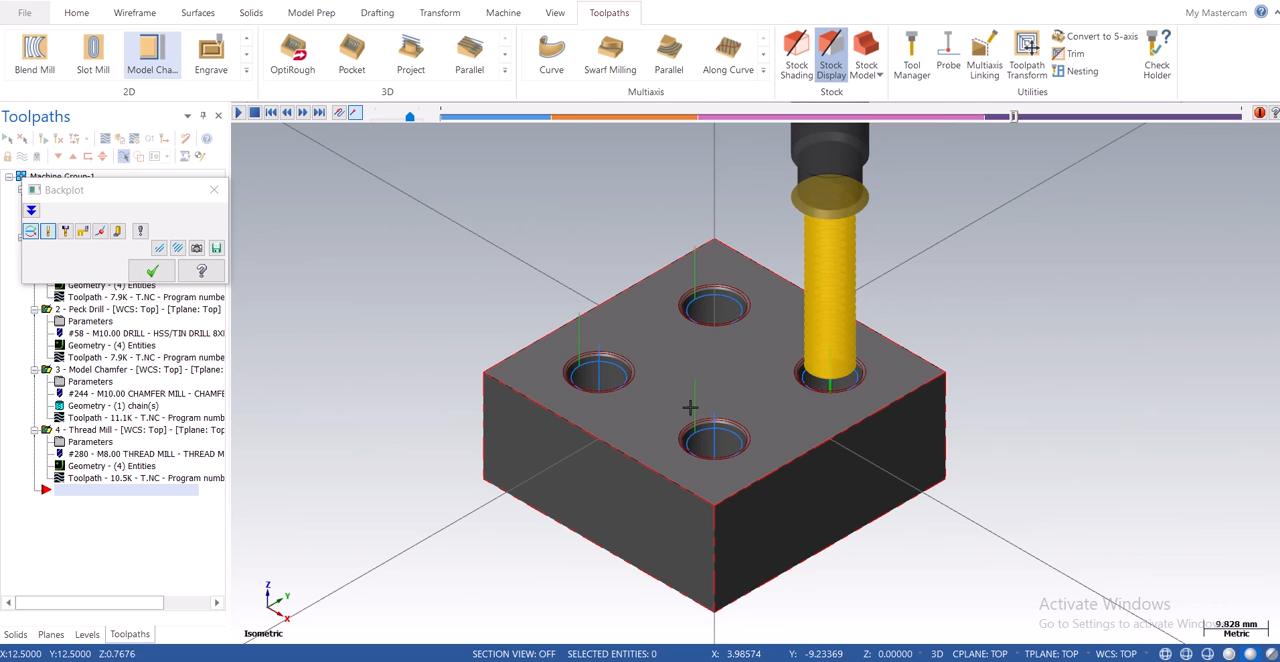 File Home Wireframe Surfaces Solids Model Prep Drafting Transform Machine View Toolpaths My Mastercam
Blend Mill Slot Mill Model Cha... Engrave
2D
OptiRough Pocket Project Parallel
3D
Curve Swarf Milling Parallel Along Curve
Multiaxis
Stock Shading Stock Display Stock Model
Stock
Tool Manager Probe Multiaxis Linking Toolpath Transform Convert to 5-axis
Trim
Nesting
Check Holder
Utilities
Toolpaths
Machine Group-1
Backplot
Geometry - (4) Entities
Toolpath - 7.9K - T.NC - Program numbe
2 - Peck Drill - [WCS: Top] - [Tplane: Top]
Parameters
#58 - M10.00 DRILL - HSS/TIN DRILL 8X
Geometry - (4) Entities
Toolpath - 7.9K - T.NC - Program numbe
3 - Model Chamfer - [WCS: Top] - [Tplane:
Parameters
#244 - M10.00 CHAMFER MILL - CHAMFE
Geometry - (1) chain(s)
Toolpath - 11.1K - T.NC - Program numb
4 - Thread Mill - [WCS: Top] - [Tplane: Top
Parameters
#280 - M8.00 THREAD MILL - THREAD M
Geometry - (4) Entities
Toolpath - 10.5K - T.NC - Program numb
Z
Y
X
Isometric
Activate Windows
Go to Settings to activate Windows
9.828 mm
Metric
Solids Planes Levels Toolpaths
X:12.5000 Y:12.5000 Z:0.7676 SECTION VIEW: OFF SELECTED ENTITIES: 0 X: 3.98574 Y: -9.23369 Z: 0.00000 3D CPLANE: TOP TPLANE: TOP WCS: TOP